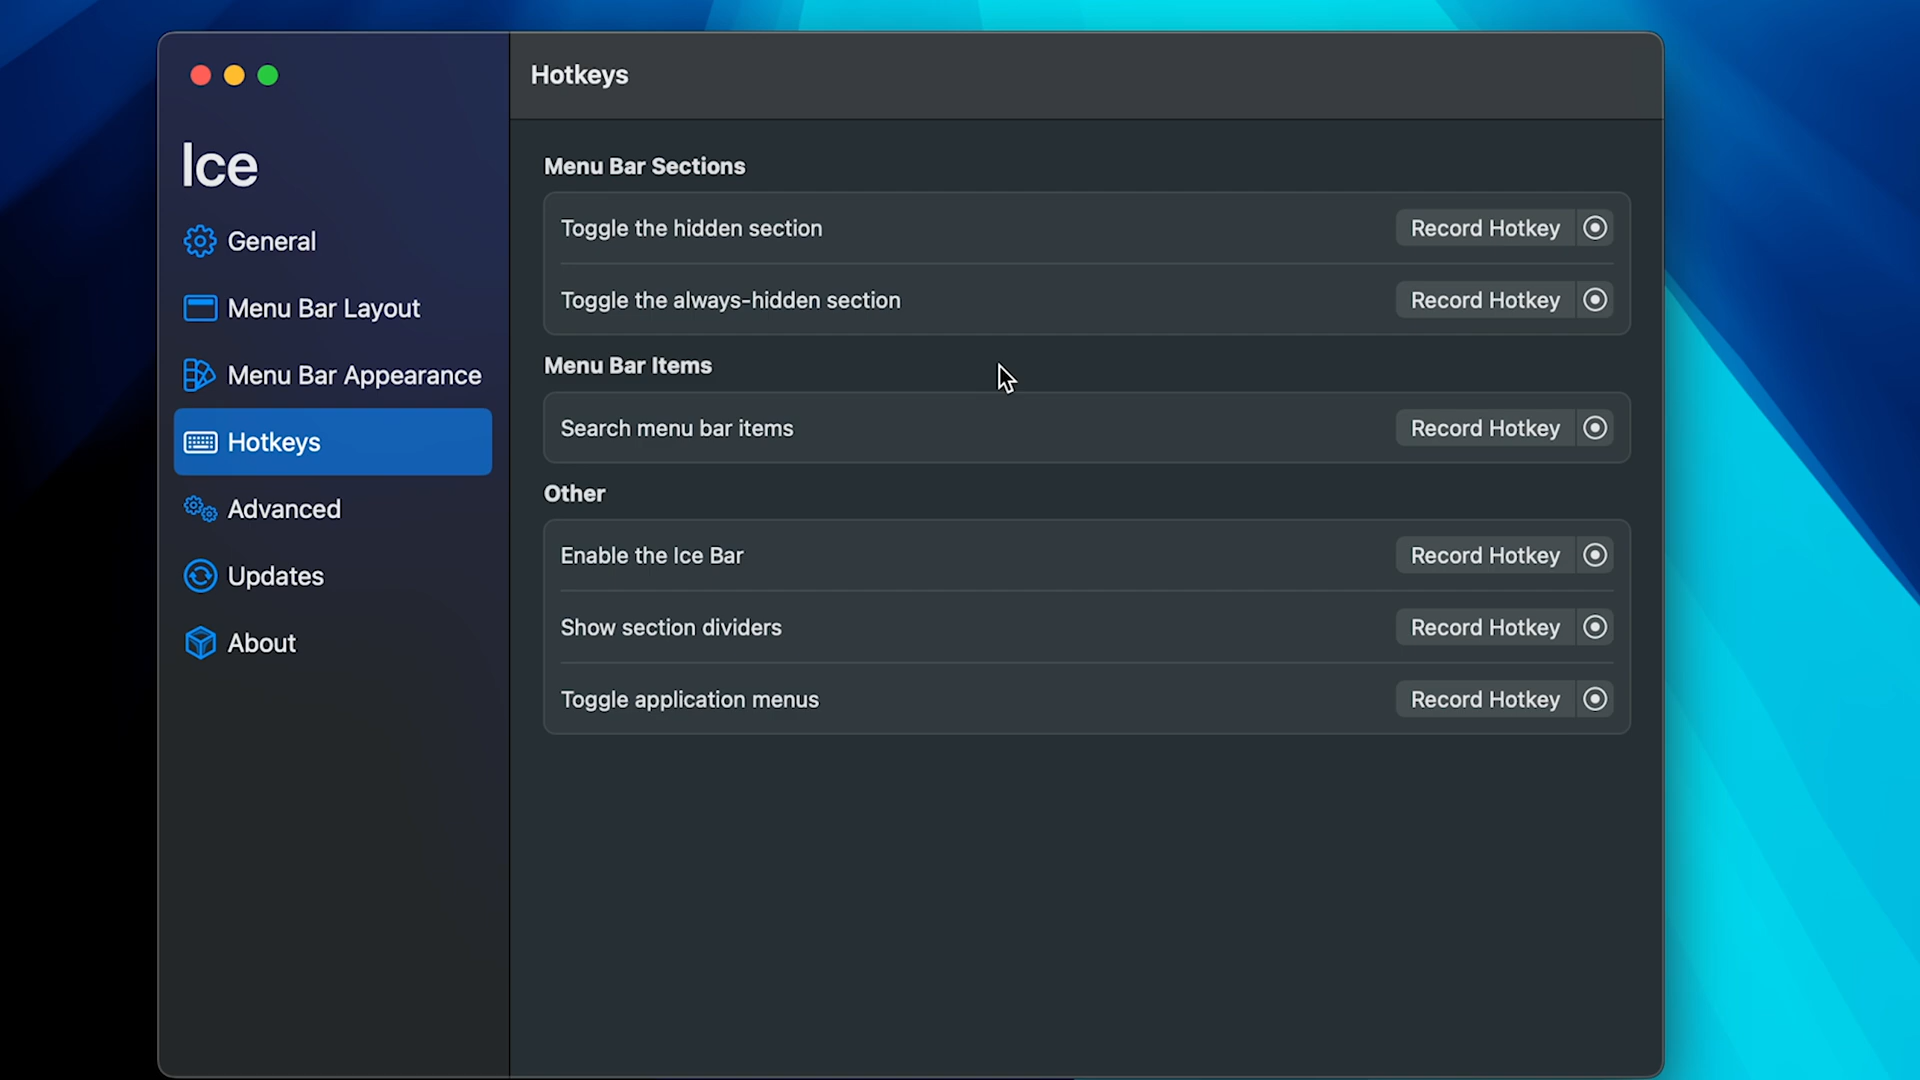 Hotkeys
Ice
General
Menu Bar Layout
Menu Bar Appearance
Hotkeys
Advanced
Updates
About
Menu Bar Sections
Toggle the hidden section Record Hotkey
Toggle the always-hidden section Record Hotkey
Menu Bar Items
Search menu bar items Record Hotkey
Other
Enable the Ice Bar Record Hotkey
Show section dividers Record Hotkey
Toggle application menus Record Hotkey